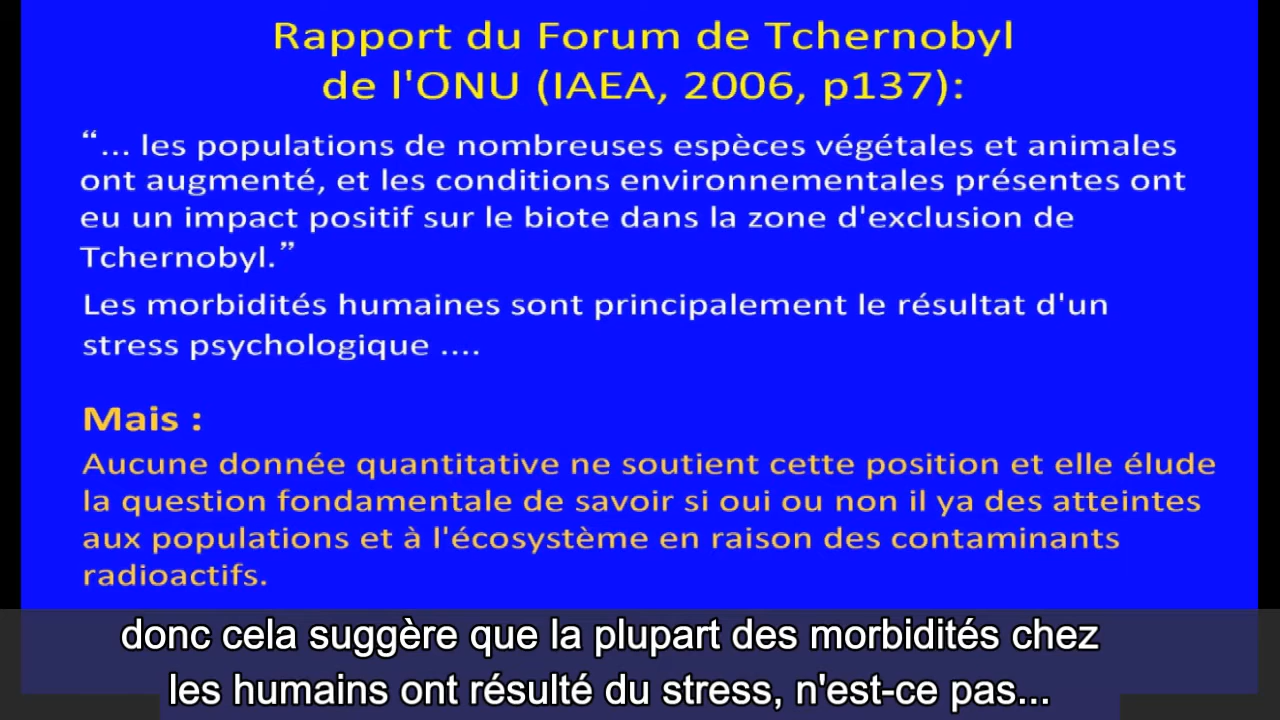 Rapport du Forum de Tchernobyl
de l'ONU (IAEA, 2006, p137):
“... les populations de nombreuses espèces végétales et animales
ont augmenté, et les conditions environnementales présentes ont
eu un impact positif sur le biote dans la zone d'exclusion de
Tchernobyl.”
Les morbidités humaines sont principalement le résultat d'un
stress psychologique ....
Mais :
Aucune donnée quantitative ne soutient cette position et elle élude
la question fondamentale de savoir si oui ou non il ya des atteintes
aux populations et à l'écosystème en raison des contaminants
radioactifs.
donc cela suggère que la plupart des morbidités chez
les humains ont résulté du stress, n'est-ce pas...